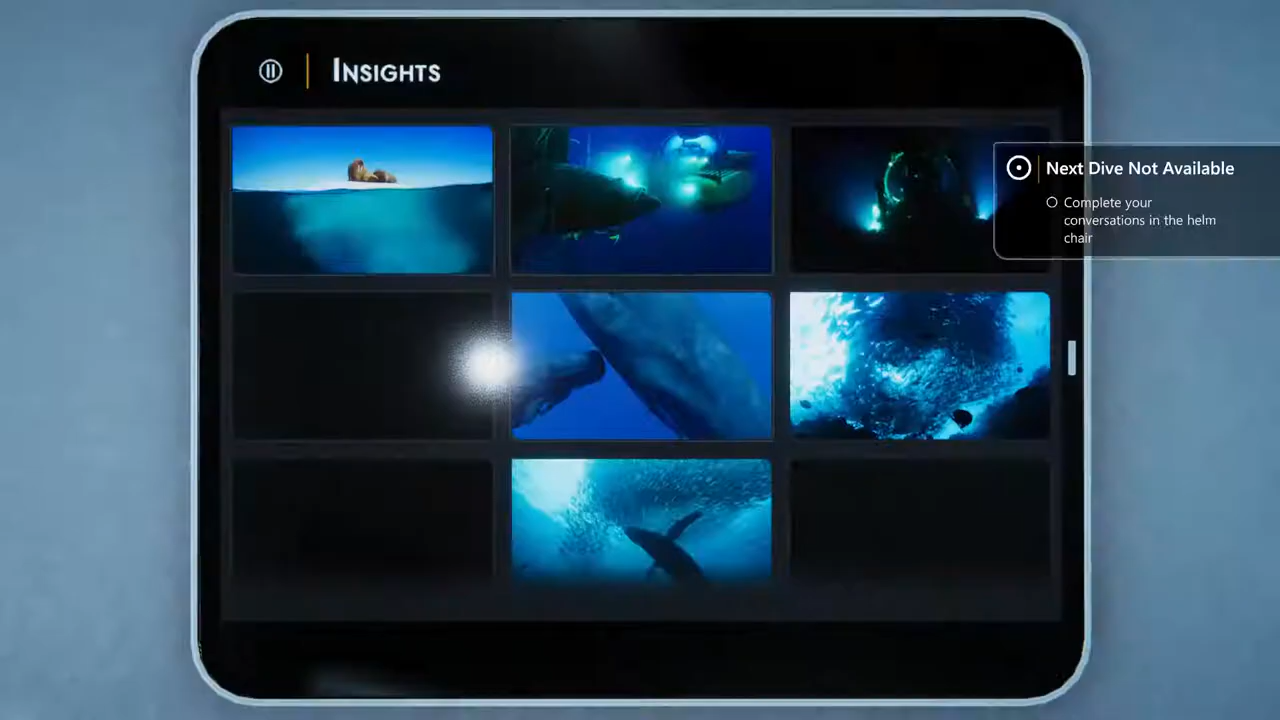 Insights
Next Dive Not Available
Complete your
conversations in the helm
chair